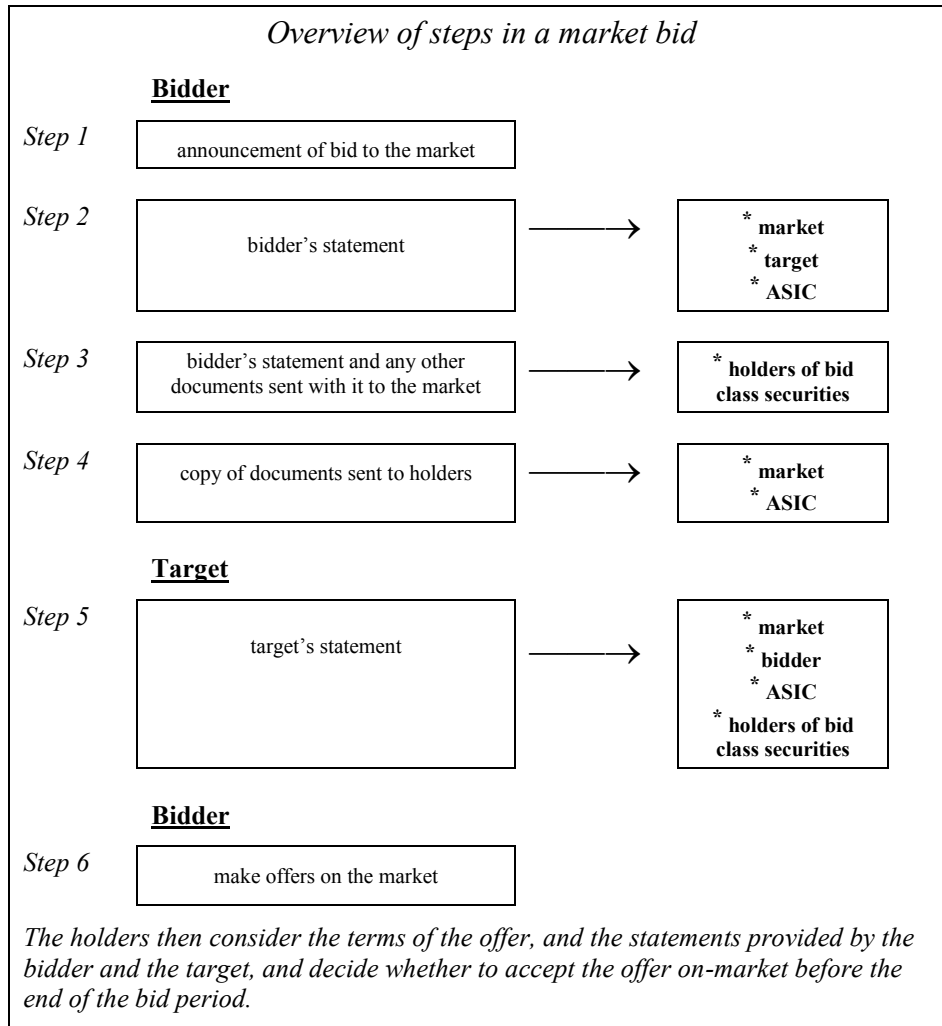 Overview of steps in a market bid
Bidder
Step 1
announcement of bid to the market
Step 2
bidder’s statement
* market
* target
* ASIC
Step 3
bidder’s statement and any other
documents sent with it to the market
* holders of bid
class securities
Step 4
copy of documents sent to holders
* market
* ASIC
Target
Step 5
target’s statement
* market
* bidder
* ASIC
* holders of bid
class securities
Bidder
Step 6
make offers on the market
The holders then consider the terms of the offer, and the statements provided by the
bidder and the target, and decide whether to accept the offer on-market before the
end of the bid period.